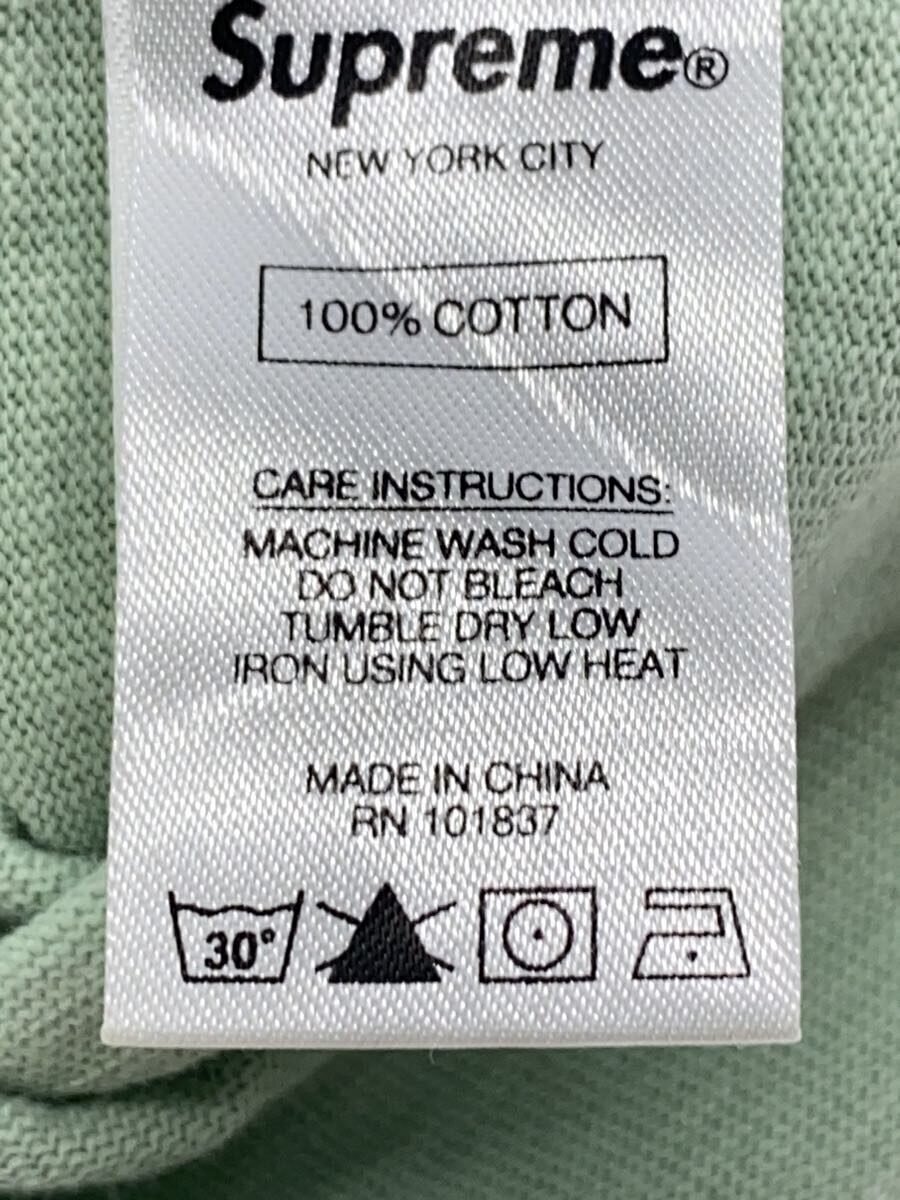 Supreme®
NEW YORK CITY
100% COTTON
CARE INSTRUCTIONS:
MACHINE WASH COLD
DO NOT BLEACH
TUMBLE DRY LOW
IRON USING LOW HEAT
MADE IN CHINA
RN 101837
30°